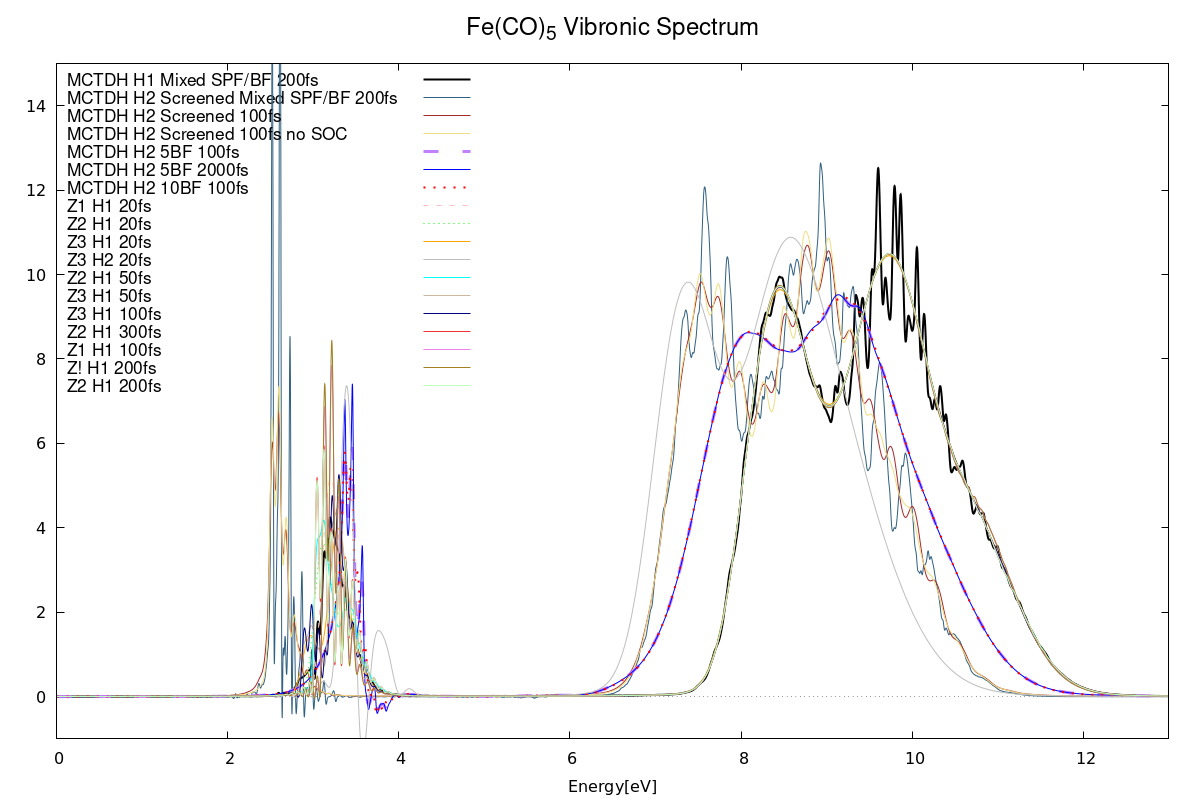 Fe(CO)5 Vibronic Spectrum
MCTDH H1 Mixed SPF/BF 200fs
MCTDH H2 Screened Mixed SPF/BF 200fs
MCTDH H2 Screened 100fs
MCTDH H2 Screened 100fs no SOC
MCTDH H2 5BF 100fs
MCTDH H2 5BF 2000fs
MCTDH H2 10BF 100fs
Z1 H1 20fs
Z2 H1 20fs
Z3 H1 20fs
Z3 H2 20fs
Z2 H1 50fs
Z3 H1 50fs
Z3 H1 100fs
Z2 H1 300fs
Z1 H1 100fs
Z! H1 200fs
Z2 H1 200fs
14
12
10
8
6
4
2
0
0 2 4 6 8 10 12
Energy[eV]